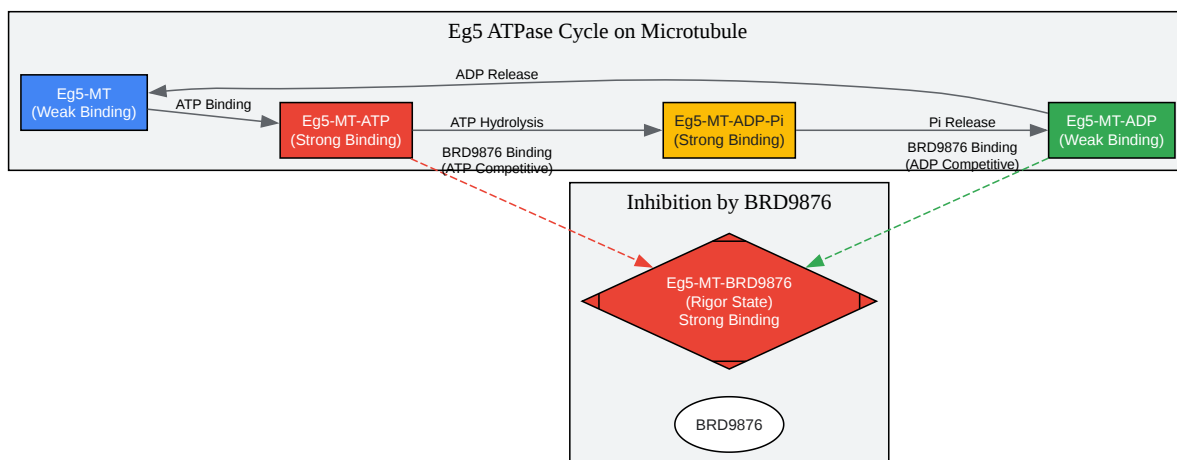 Eg5 ATPase Cycle on Microtubule
ADP Release
Eg5-MT
(Weak Binding)
ATP Binding
Eg5-MT-ATP
(Strong Binding)
ATP Hydrolysis
Eg5-MT-ADP-Pi
(Strong Binding)
Pi Release
Eg5-MT-ADP
(Weak Binding)
BRD9876 Binding
(ATP Competitive)
BRD9876 Binding
(ADP Competitive)
Inhibition by BRD9876
Eg5-MT-BRD9876
(Rigor State)
Strong Binding
BRD9876